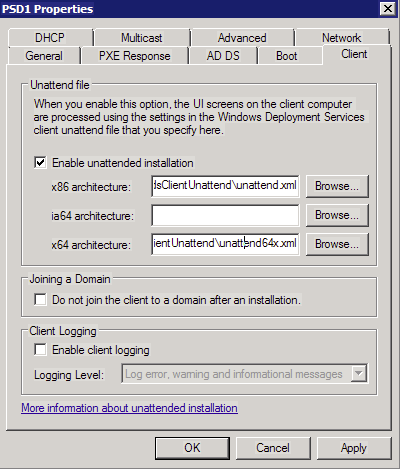 PSD1 Properties
DHCP Multicast Advanced Network
General PXE Response AD DS Boot Client
Unattend file
When you enable this option, the UI screens on the client computer
are processed using the settings in the Windows Deployment Services
client unattend file that you specify here.
Enable unattended installation
x86 architecture: dsClientUnattend\unattend.xml Browse...
ia64 architecture: Browse...
x64 architecture: ientUnattend\unattend64x.xml Browse...
Joining a Domain
Do not join the client to a domain after an installation.
Client Logging
Enable client logging
Logging Level: Log error, warning and informational messages
More information about unattended installation
OK Cancel Apply